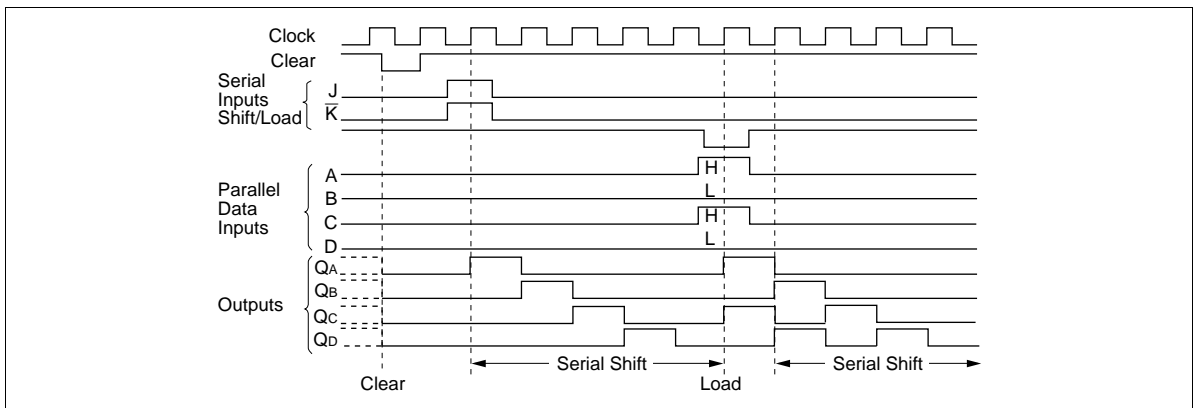 Clock
Clear
Serial
Inputs
Shift/Load
J
K̅
Parallel
Data
Inputs
A
B
C
D
H
L
H
L
Outputs
QA
QB
QC
QD
Serial Shift
Serial Shift
Clear
Load